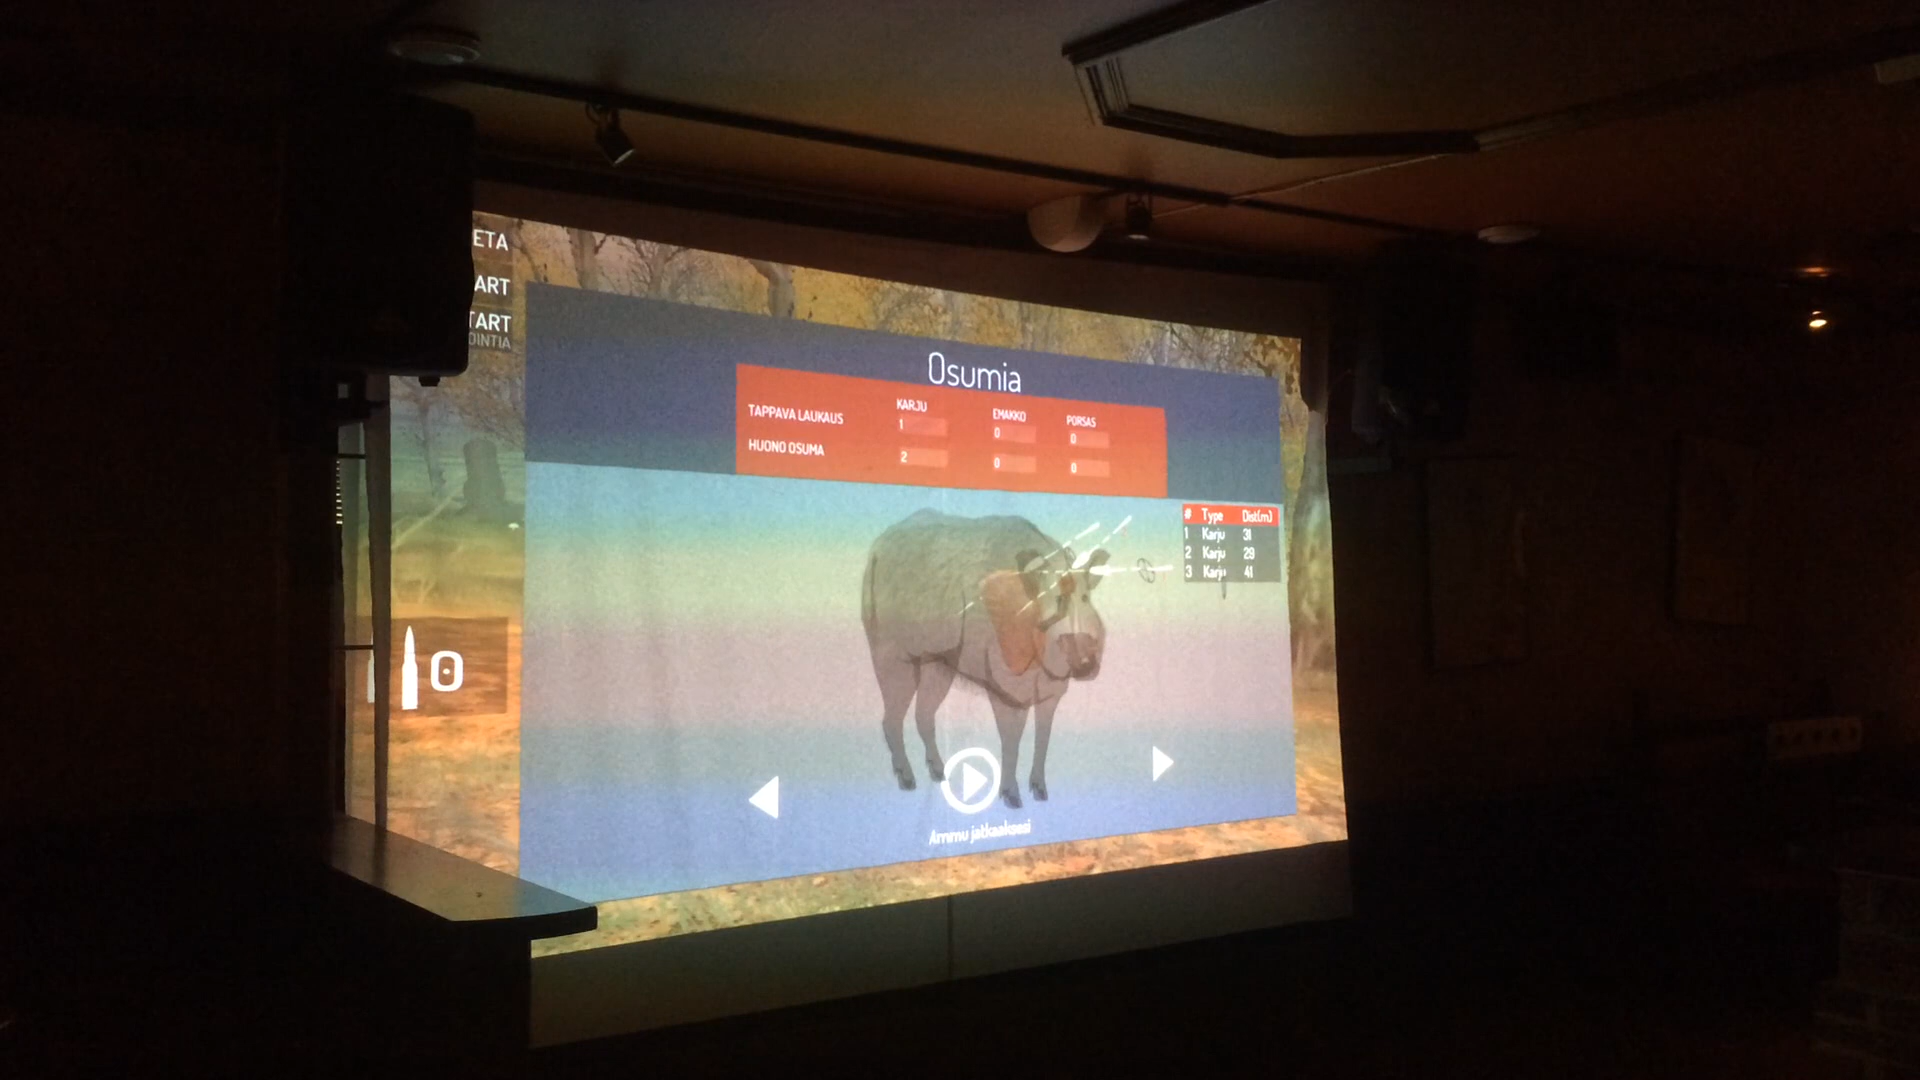 ETA
ART
TART
OINTIA
Osumia
KARJU EMAKKO PORSAS
TAPPAVA LAUKAUS 1 0 0
HUONO OSUMA 2 0 0
# Type Dist(m)
1 Karju 31
2 Karju 29
3 Karju 41
0
Ammu jatkaaksesi